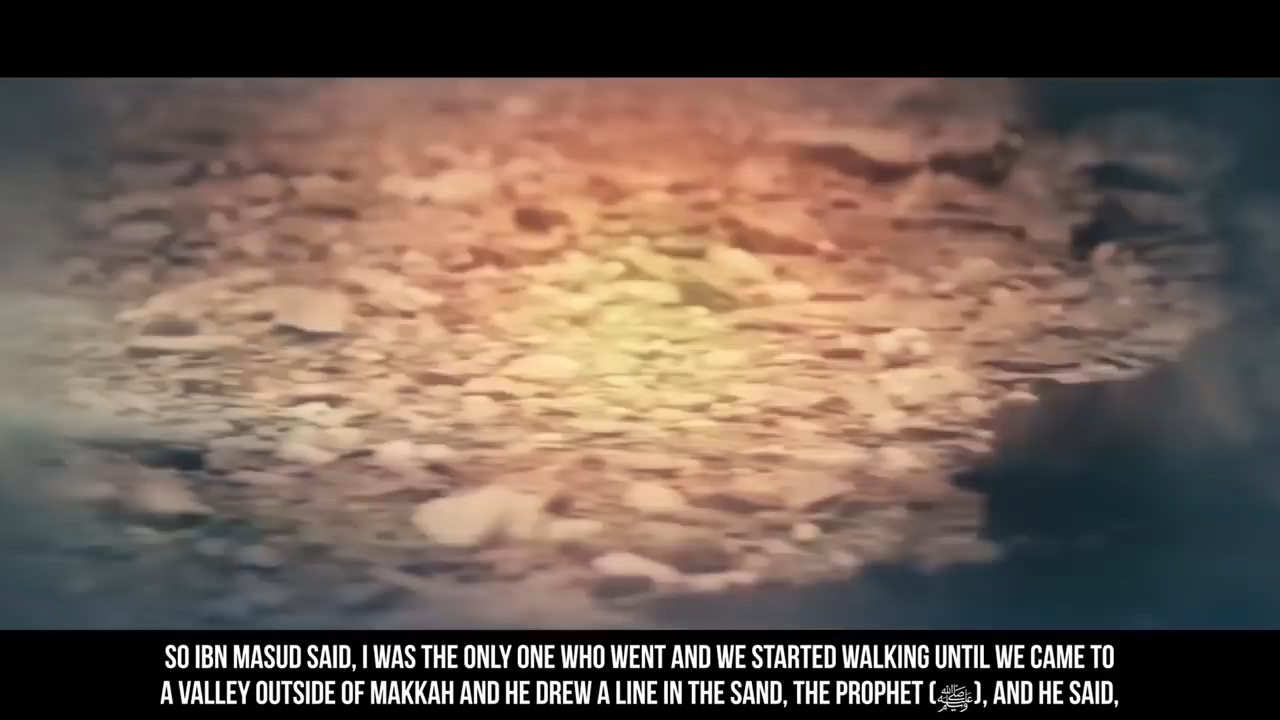 SO IBN MASUD SAID, I WAS THE ONLY ONE WHO WENT AND WE STARTED WALKING UNTIL WE CAME TO
A VALLEY OUTSIDE OF MAKKAH AND HE DREW A LINE IN THE SAND, THE PROPHET (ﷺ), AND HE SAID,